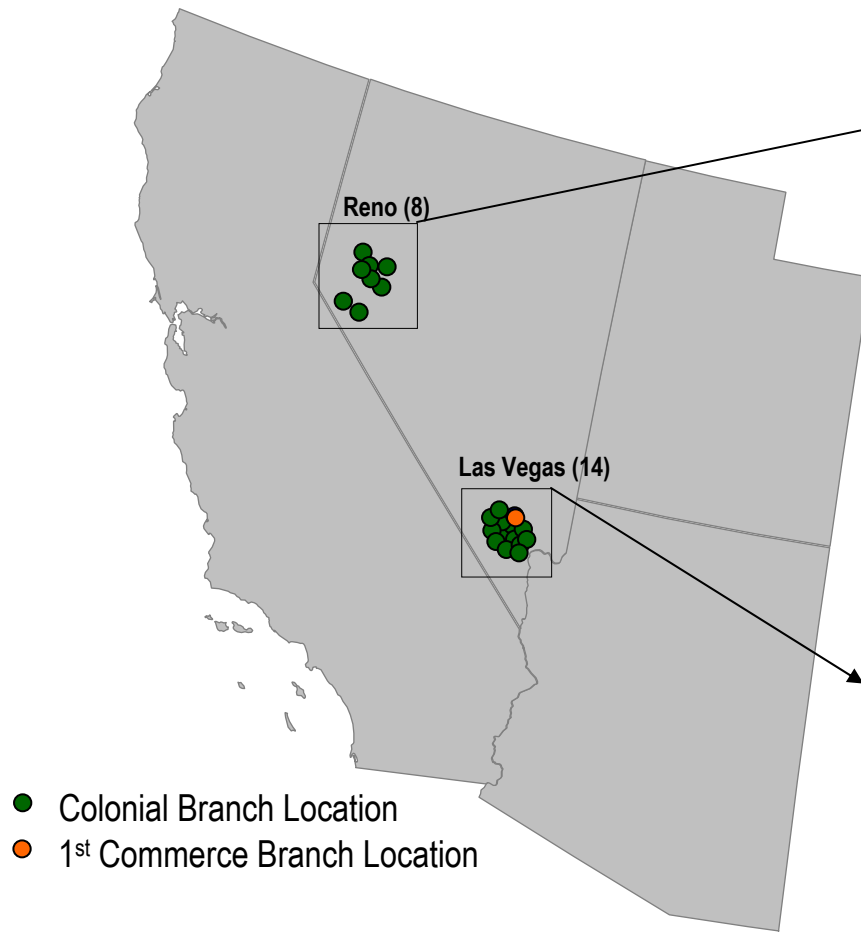 Reno (8)
Las Vegas (14)
Colonial Branch Location
1st Commerce Branch Location